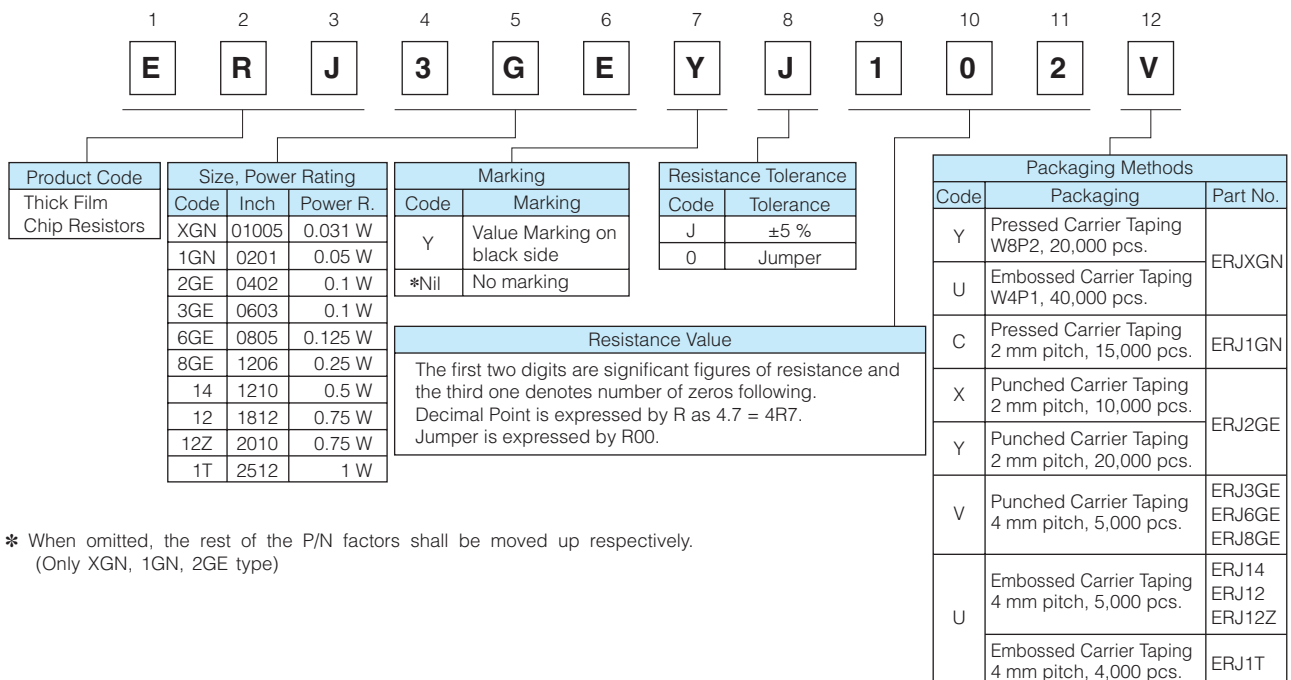 1 2 3 4 5 6 7 8 9 10 11 12
E R J 3 G E Y J 1 0 2 V
Product Code
Thick Film
Chip Resistors
Size, Power Rating
Code Inch Power R.
XGN 01005 0.031 W
1GN 0201 0.05 W
2GE 0402 0.1 W
3GE 0603 0.1 W
6GE 0805 0.125 W
8GE 1206 0.25 W
14 1210 0.5 W
12 1812 0.75 W
12Z 2010 0.75 W
1T 2512 1 W
Marking
Code Marking
Y Value Marking on
black side
✻Nil No marking
Resistance Tolerance
Code Tolerance
J ±5 %
0 Jumper
Resistance Value
The first two digits are significant figures of resistance and
the third one denotes number of zeros following.
Decimal Point is expressed by R as 4.7 = 4R7.
Jumper is expressed by R00.
Packaging Methods
Code Packaging Part No.
Y Pressed Carrier Taping
W8P2, 20,000 pcs.
ERJXGN
U Embossed Carrier Taping
W4P1, 40,000 pcs.
C Pressed Carrier Taping
2 mm pitch, 15,000 pcs.
ERJ1GN
X Punched Carrier Taping
2 mm pitch, 10,000 pcs.
ERJ2GE
Y Punched Carrier Taping
2 mm pitch, 20,000 pcs.
V Punched Carrier Taping
4 mm pitch, 5,000 pcs.
ERJ3GE
ERJ6GE
ERJ8GE
U Embossed Carrier Taping
4 mm pitch, 5,000 pcs.
ERJ14
ERJ12
ERJ12Z
Embossed Carrier Taping
4 mm pitch, 4,000 pcs.
ERJ1T
✻ When omitted, the rest of the P/N factors shall be moved up respectively.
(Only XGN, 1GN, 2GE type)